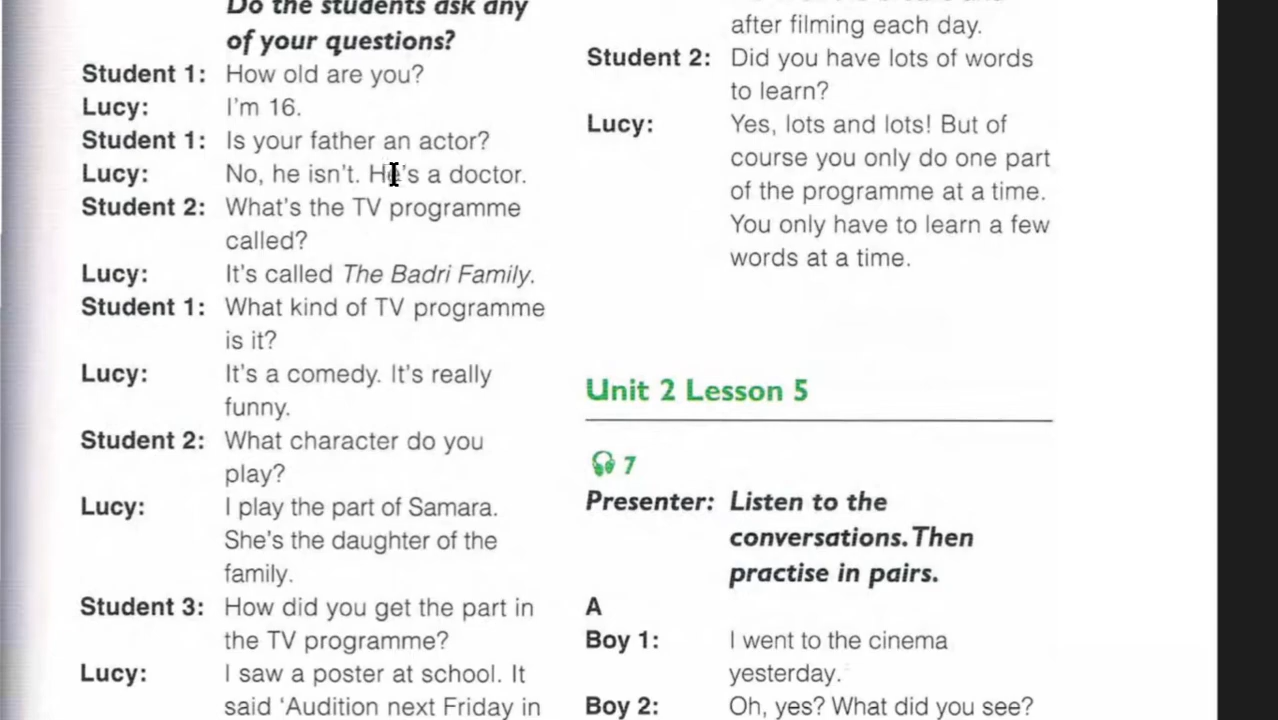 Do the students ask any
of your questions?
Student 1: How old are you?
Lucy: I'm 16.
Student 1: Is your father an actor?
Lucy: No, he isn't. He's a doctor.
Student 2: What's the TV programme
called?
Lucy: It's called The Badri Family.
Student 1: What kind of TV programme
is it?
Lucy: It's a comedy. It's really
funny.
Student 2: What character do you
play?
Lucy: I play the part of Samara.
She's the daughter of the
family.
Student 3: How did you get the part in
the TV programme?
Lucy: I saw a poster at school. It
said 'Audition next Friday in
after filming each day.
Student 2: Did you have lots of words
to learn?
Lucy: Yes, lots and lots! But of
course you only do one part
of the programme at a time.
You only have to learn a few
words at a time.
Unit 2 Lesson 5
7
Presenter: Listen to the
conversations. Then
practise in pairs.
A
Boy 1: I went to the cinema
yesterday.
Boy 2: Oh, yes? What did you see?